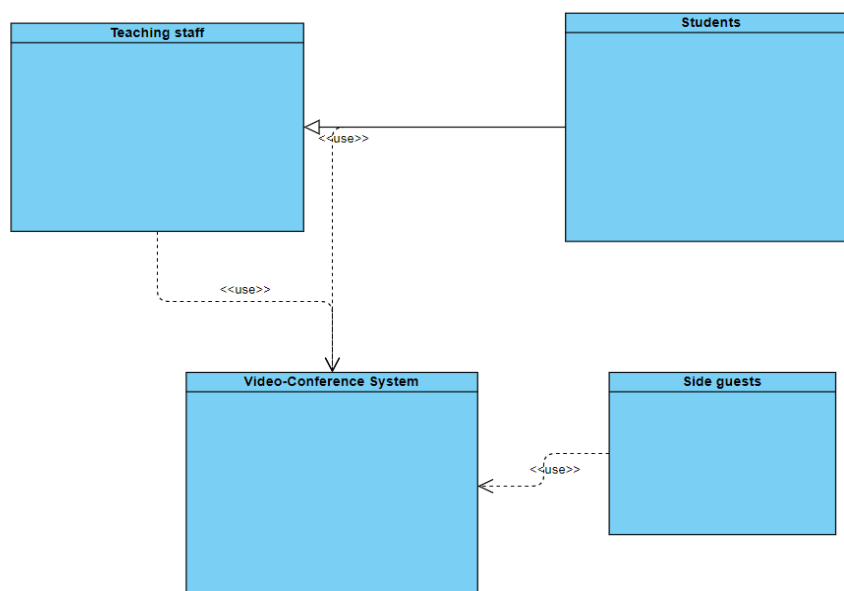 Teaching staff
Students
<<use>>
<<use>>
Video-Conference System
Side guests
<<use>>